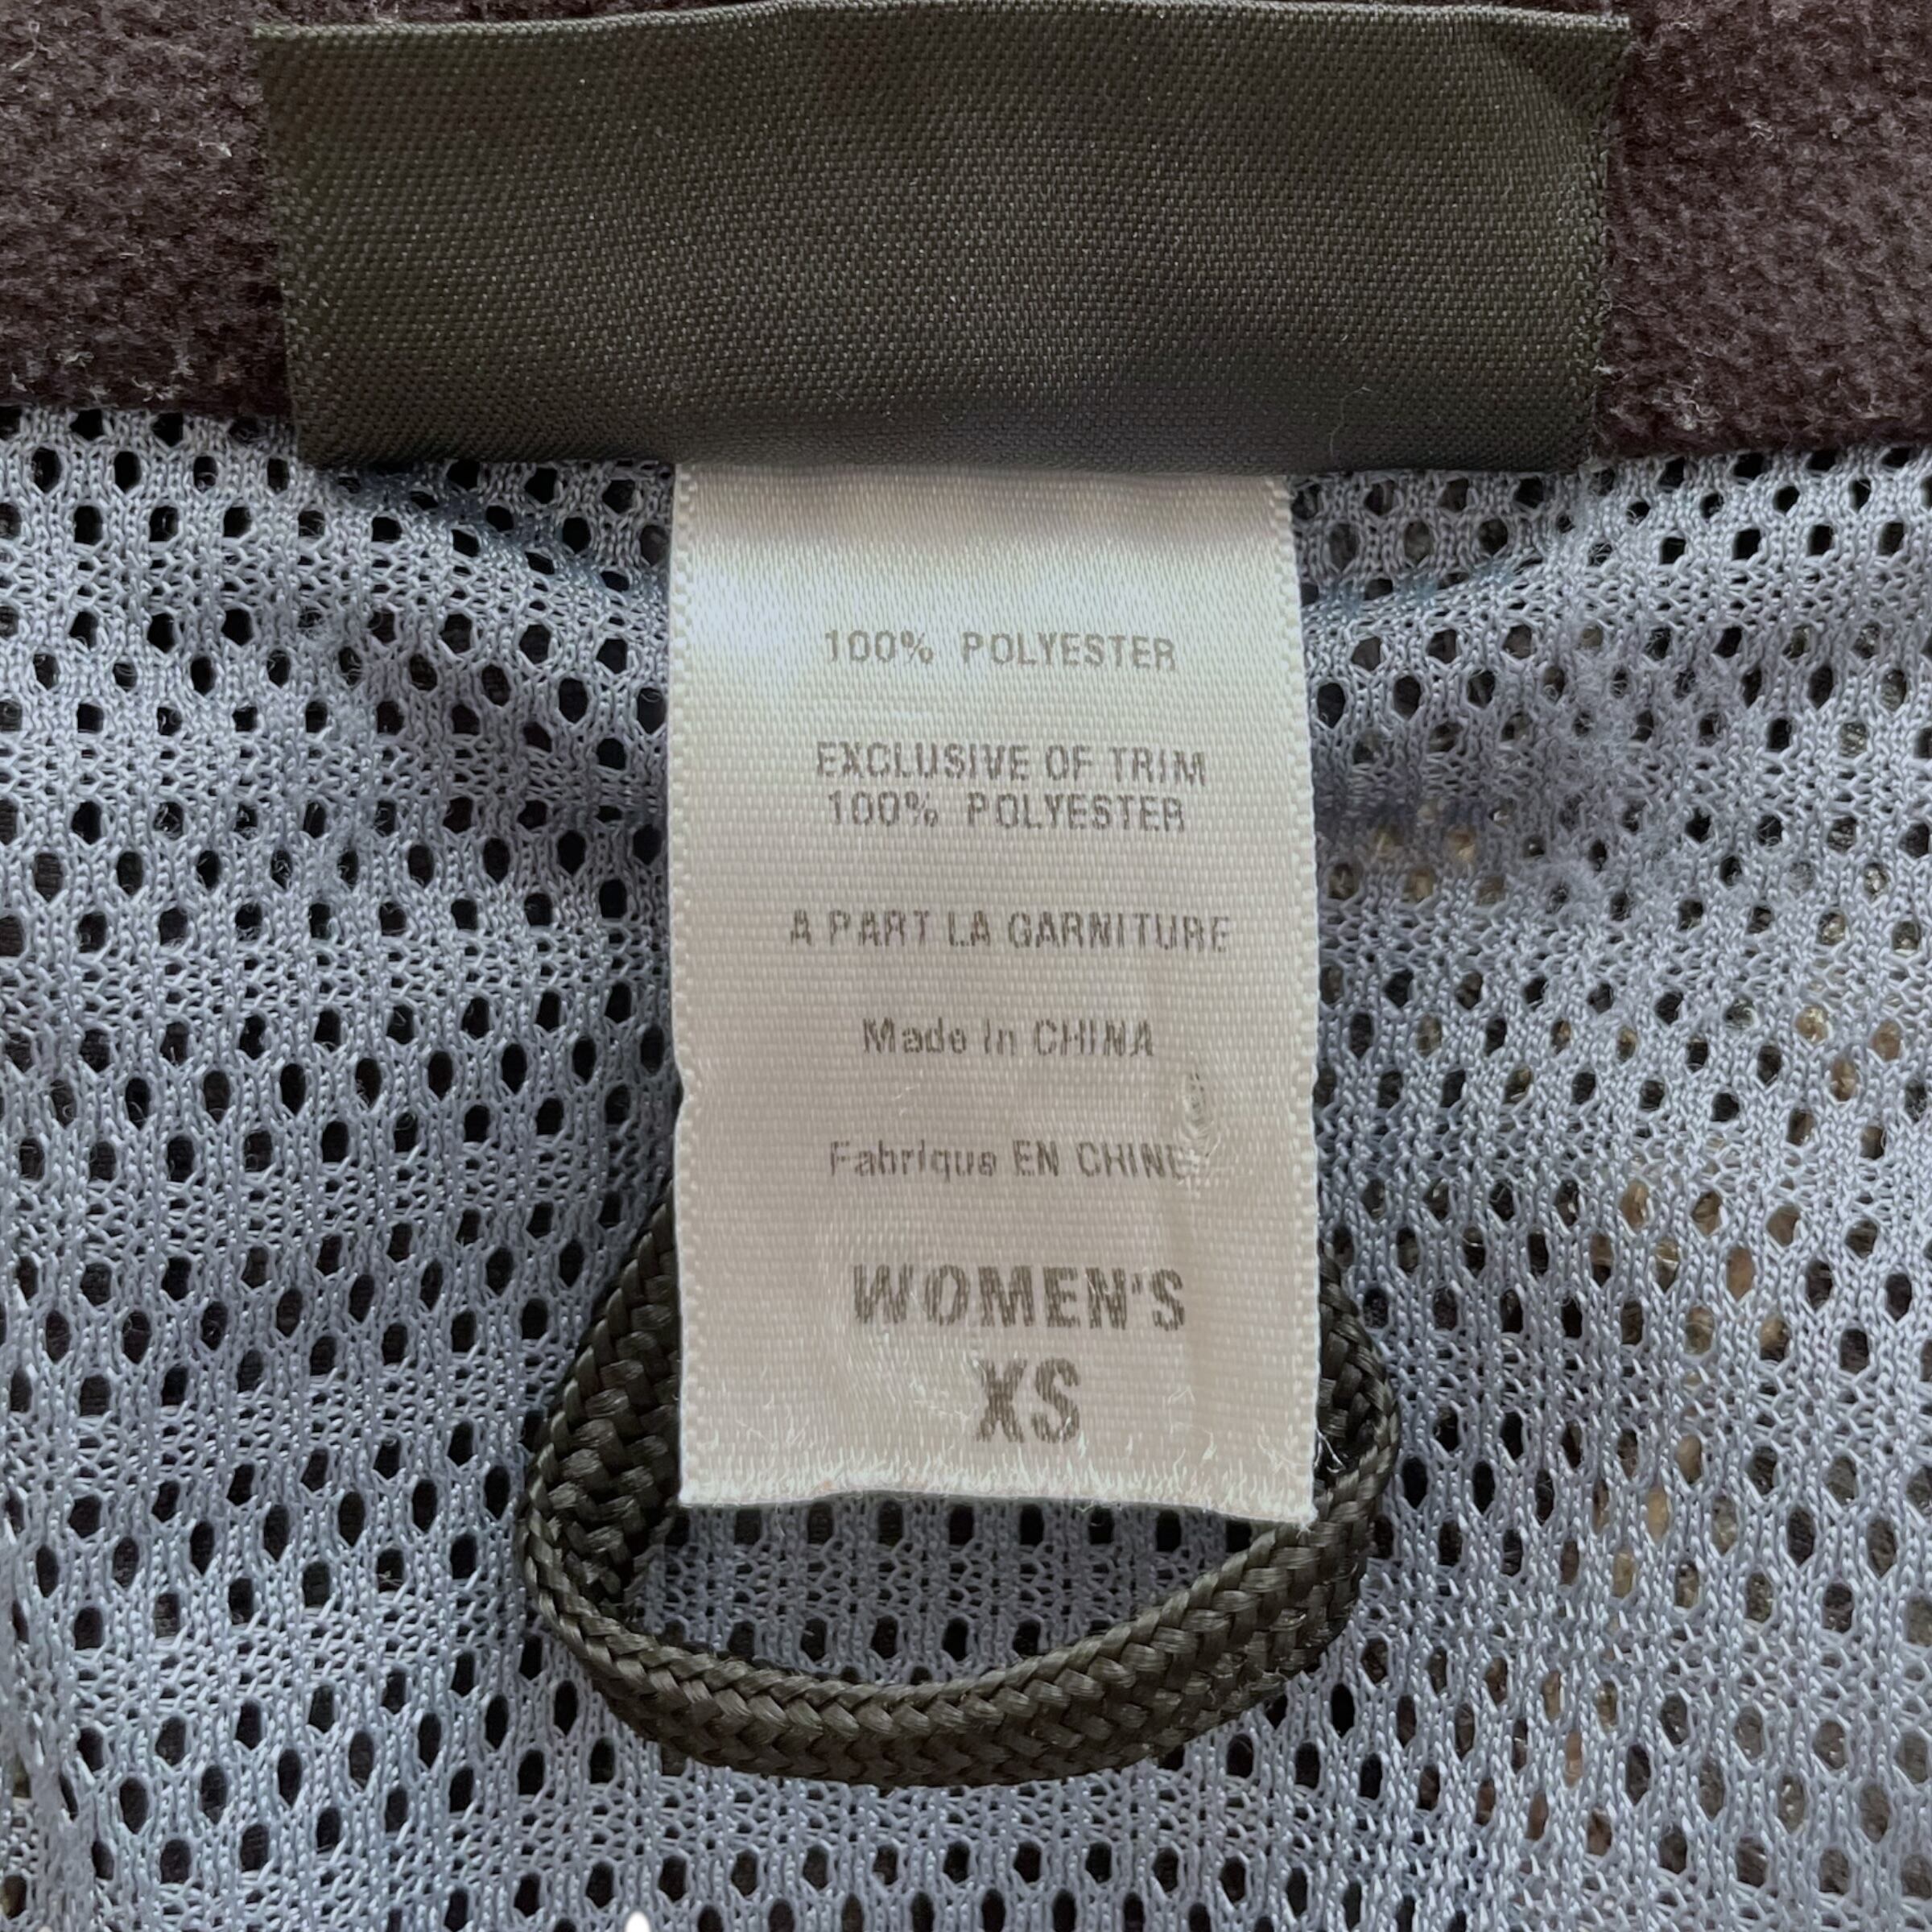 100% POLYESTER
EXCLUSIVE OF TRIM
100% POLYESTER
A PART LA GARNITURE
Made in CHINA
Fabrique EN CHINE
WOMEN'S
XS